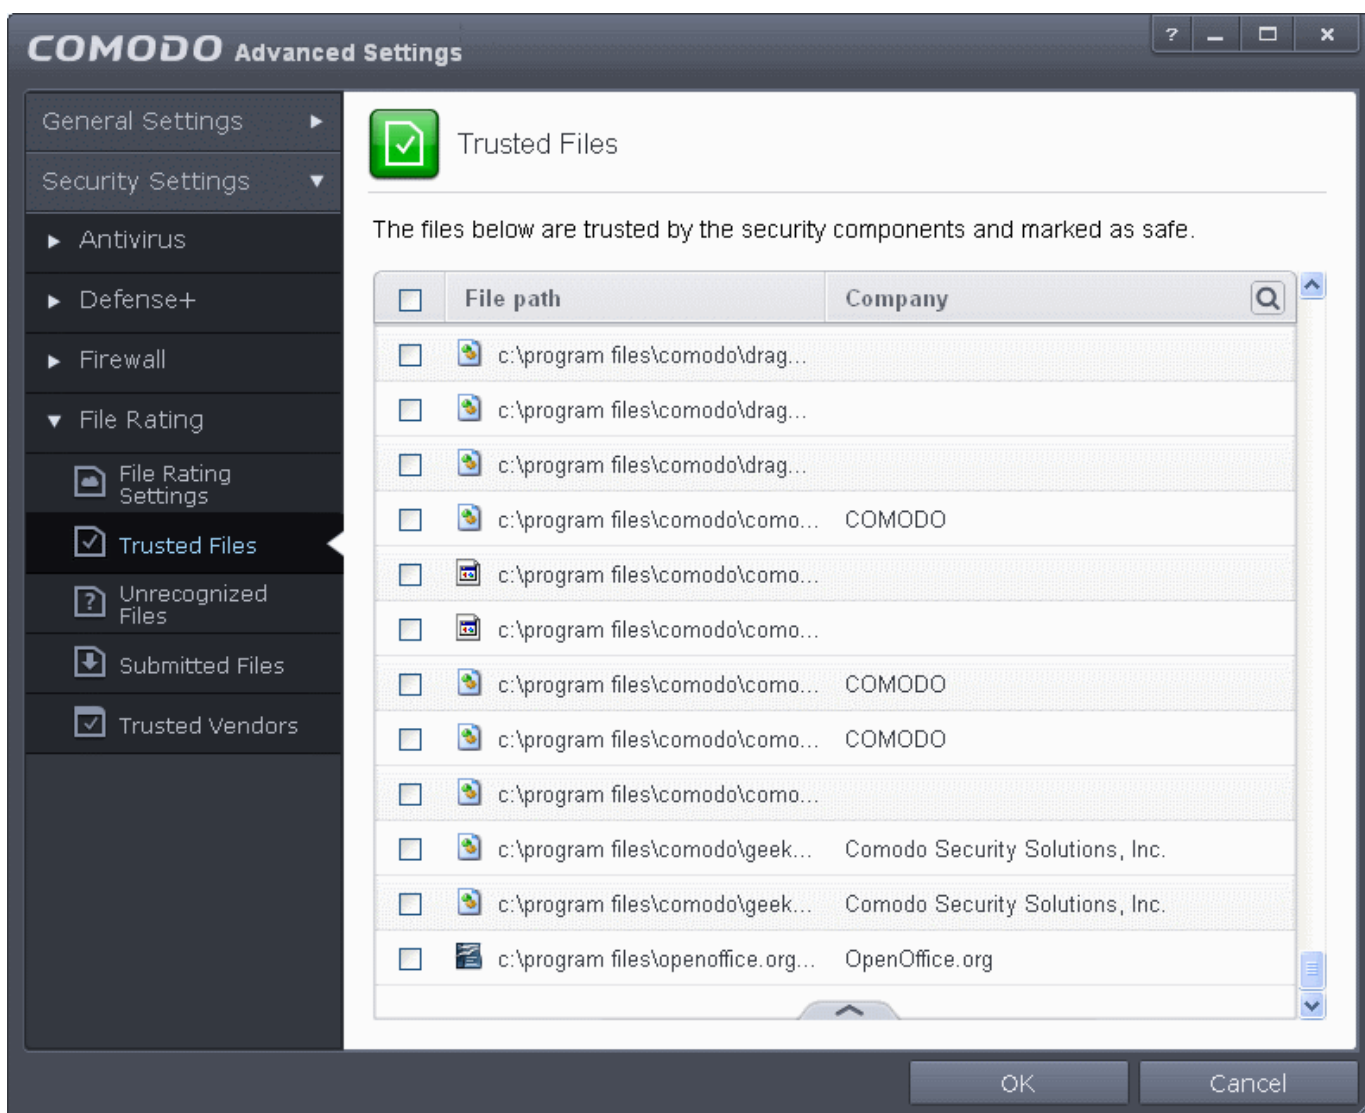 COMODO Advanced Settings
?
General Settings
Security Settings
Antivirus
Defense+
Firewall
File Rating
File Rating
Settings
Trusted Files
Unrecognized
Files
Submitted Files
Trusted Vendors
Trusted Files
The files below are trusted by the security components and marked as safe.
File path Company
c:\program files\comodo\drag...
c:\program files\comodo\drag...
c:\program files\comodo\drag...
c:\program files\comodo\como... COMODO
c:\program files\comodo\como...
c:\program files\comodo\como...
c:\program files\comodo\como... COMODO
c:\program files\comodo\como... COMODO
c:\program files\comodo\como...
c:\program files\comodo\geek... Comodo Security Solutions, Inc.
c:\program files\comodo\geek... Comodo Security Solutions, Inc.
c:\program files\openoffice.org... OpenOffice.org
OK Cancel